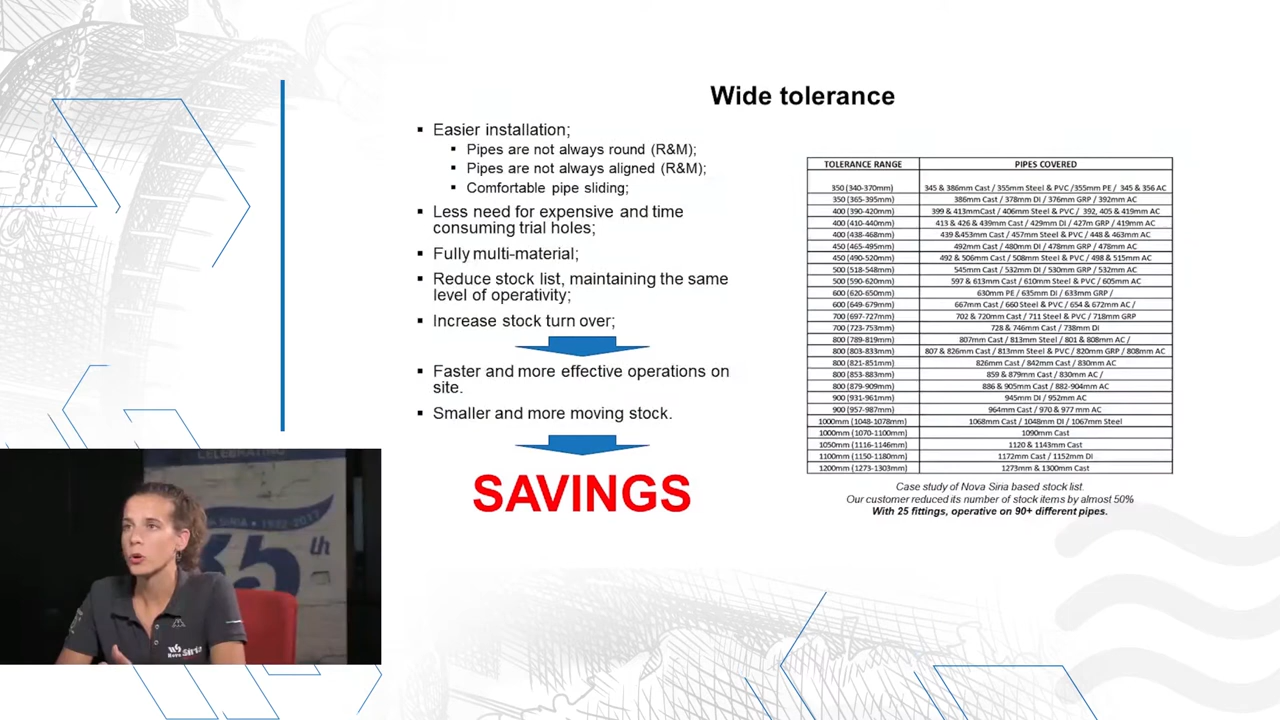 Wide tolerance
▪ Easier installation;
▪ Pipes are not always round (R&M);
▪ Pipes are not always aligned (R&M);
▪ Comfortable pipe sliding;
▪ Less need for expensive and time
consuming trial holes;
▪ Fully multi-material;
▪ Reduce stock list, maintaining the same
level of operativity;
▪ Increase stock turn over;
▪ Faster and more effective operations on
site.
▪ Smaller and more moving stock.
SAVINGS
TOLERANCE RANGE PIPES COVERED
350 (340-370mm) 345 & 386mm Cast / 355mm Steel & PVC /355mm PE / 345 & 356 AC
350 (365-395mm) 386mm Cast / 378mm DI / 376mm GRP / 392mm AC
400 (390-420mm) 399 & 413mmCast / 406mm Steel & PVC / 392, 405 & 419mm AC
400 (410-440mm) 413 & 426 & 439mm Cast / 429mm DI / 427m GRP / 419mm AC
400 (438-468mm) 439 &453mm Cast / 457mm Steel & PVC / 448 & 463mm AC
450 (465-495mm) 492mm Cast / 480mm DI / 478mm GRP / 478mm AC
450 (490-520mm) 492 & 506mm Cast / 508mm Steel & PVC / 498 & 515mm AC
500 (518-548mm) 545mm Cast / 532mm DI / 530mm GRP / 532mm AC
500 (590-620mm) 597 & 613mm Cast / 610mm Steel & PVC / 605mm AC
600 (620-650mm) 630mm PE / 635mm DI / 633mm GRP /
600 (649-679mm) 667mm Cast / 660 Steel & PVC / 654 & 672mm AC /
700 (697-727mm) 702 & 720mm Cast / 711 Steel & PVC / 718mm GRP
700 (723-753mm) 728 & 746mm Cast / 738mm DI
800 (789-819mm) 807mm Cast / 813mm Steel / 801 & 808mm AC /
800 (803-833mm) 807 & 826mm Cast / 813mm Steel & PVC / 820mm GRP / 808mm AC
800 (821-851mm) 826mm Cast / 842mm Cast / 830mm AC
800 (853-883mm) 859 & 879mm Cast / 830mm AC /
800 (879-909mm) 886 & 905mm Cast / 882-904mm AC
900 (931-961mm) 945mm DI / 952mm AC
900 (957-987mm) 964mm Cast / 970 & 977 mm AC
1000mm (1048-1078mm) 1068mm Cast / 1048mm DI / 1067mm Steel
1000mm (1070-1100mm) 1090mm Cast
1050mm (1116-1146mm) 1120 & 1143mm Cast
1100mm (1150-1180mm) 1172mm Cast / 1152mm DI
1200mm (1273-1303mm) 1273mm & 1300mm Cast
Case study of Nova Siria based stock list.
Our customer reduced its number of stock items by almost 50%
With 25 fittings, operative on 90+ different pipes.
CELEBRATING
SIRIA • 1982-2017
35th
Nova Siria